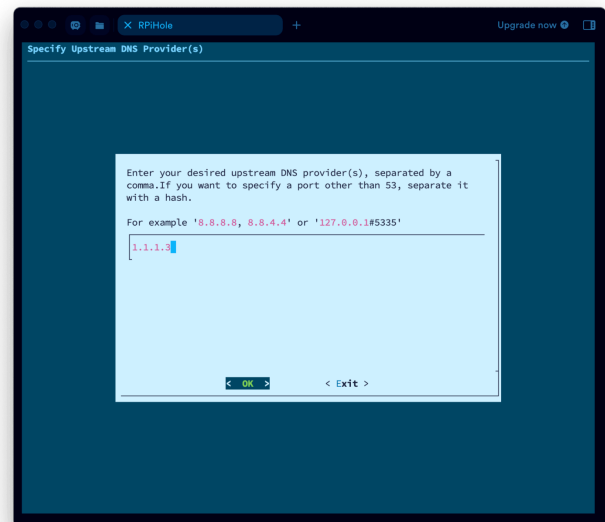 RPiHole
Upgrade now
Specify Upstream DNS Provider(s)
Enter your desired upstream DNS provider(s), separated by a
comma.If you want to specify a port other than 53, separate it
with a hash.
For example '8.8.8.8, 8.8.4.4' or '127.0.0.1#5335'
1.1.1.3
< OK > < Exit >